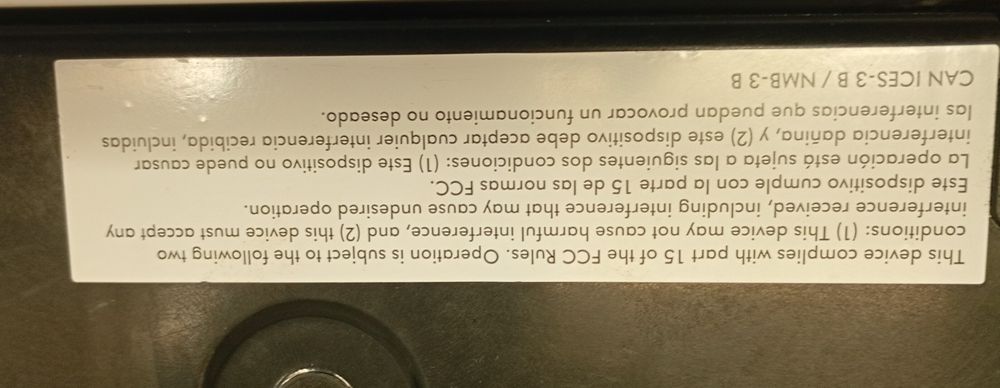 This device complies with part 15 of the FCC Rules. Operation is subject to the following two
conditions: (1) This device may not cause harmful interference, and (2) this device must accept any
interference received, including interference that may cause undesired operation.
Este dispositivo cumple con la parte 15 de las normas FCC.
La operación está sujeta a las siguientes dos condiciones: (1) Este dispositivo no puede causar
interferencia dañina, y (2) este dispositivo debe aceptar cualquier interferencia recibida, incluidas
las interferencias que puedan provocar un funcionamiento no deseado.
CAN ICES-3 B / NMB-3 B